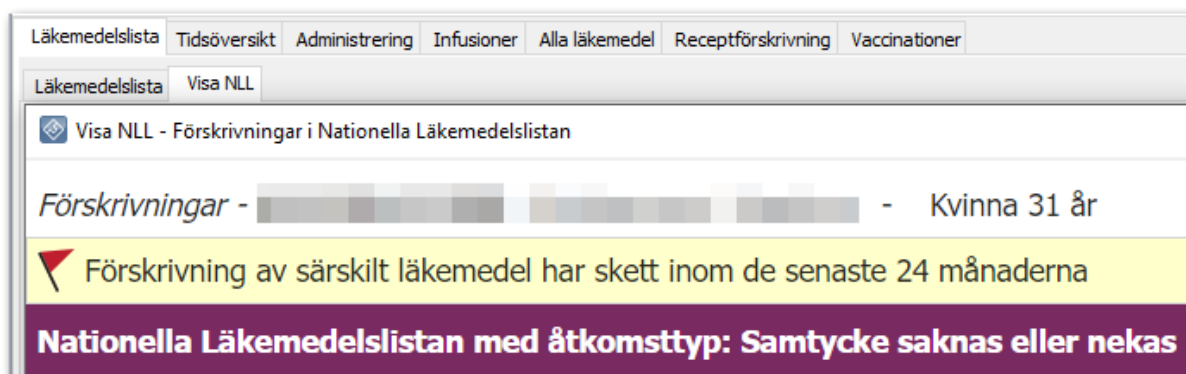 Läkemedelslista Tidsöversikt Administrering Infusioner Alla läkemedel Receptförskrivning Vaccinationer
Läkemedelslista Visa NLL
Visa NLL - Förskrivningar i Nationella Läkemedelslistan
Förskrivningar - - Kvinna 31 år
Förskrivning av särskilt läkemedel har skett inom de senaste 24 månaderna
Nationella Läkemedelslistan med åtkomsttyp: Samtycke saknas eller nekas